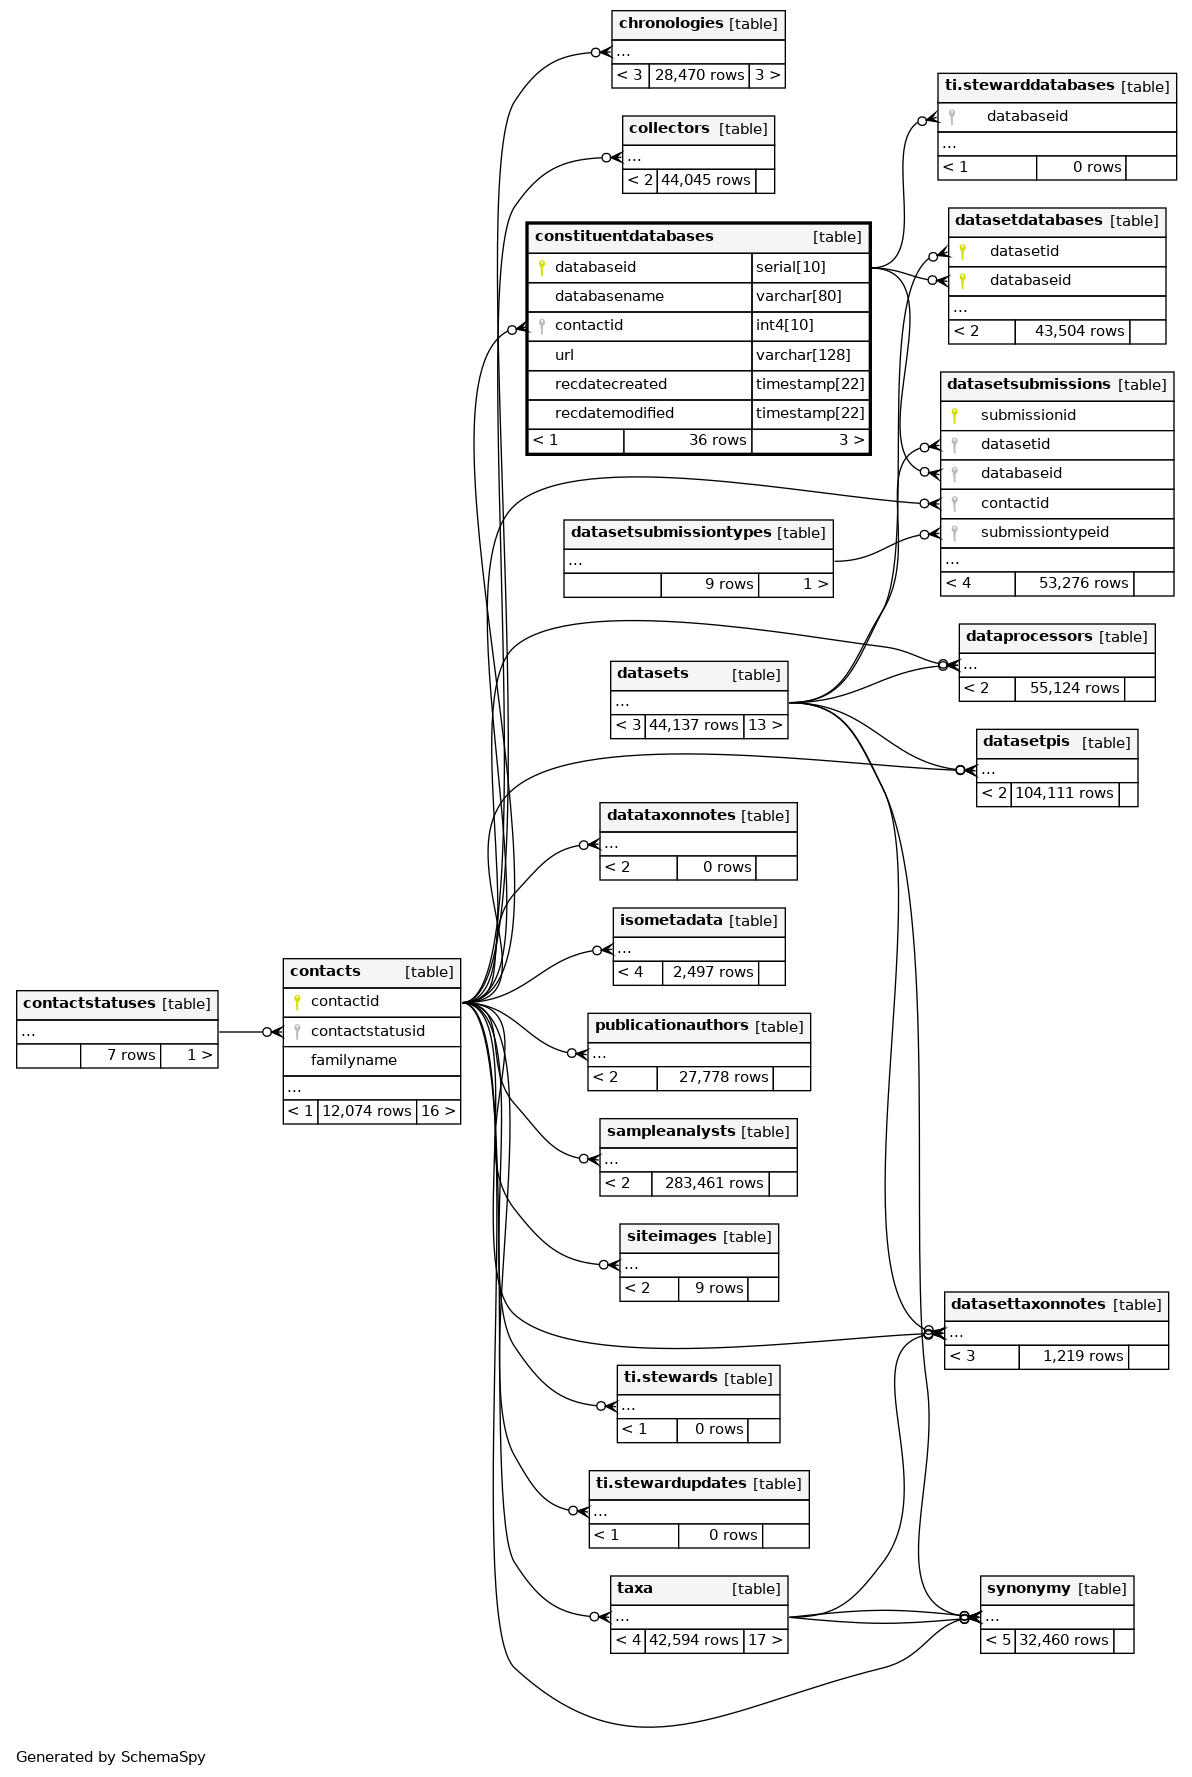 chronologies [table]
...
< 3 28,470 rows 3 >
ti.stewarddatabases [table]
databaseid
...
< 1 0 rows
collectors [table]
...
< 2 44,045 rows
constituentdatabases [table]
databaseid serial[10]
databasename varchar[80]
contactid int4[10]
url varchar[128]
recdatecreated timestamp[22]
recdatemodified timestamp[22]
< 1 36 rows 3 >
datasetdatabases [table]
datasetid
databaseid
...
< 2 43,504 rows
datasetsubmissions [table]
submissionid
datasetid
databaseid
contactid
submissiontypeid
...
< 4 53,276 rows
datasetsubmissiontypes [table]
...
9 rows 1 >
dataprocessors [table]
...
< 2 55,124 rows
datasets [table]
...
< 3 44,137 rows 13 >
datasetpis [table]
...
< 2 104,111 rows
datataxonnotes [table]
...
< 2 0 rows
isometadata [table]
...
< 4 2,497 rows
contactstatuses [table]
...
7 rows 1 >
contacts [table]
contactid
contactstatusid
familyname
...
< 1 12,074 rows 16 >
publicationauthors [table]
...
< 2 27,778 rows
sampleanalysts [table]
...
< 2 283,461 rows
siteimages [table]
...
< 2 9 rows
datasettaxonnotes [table]
...
< 3 1,219 rows
ti.stewards [table]
...
< 1 0 rows
ti.stewardupdates [table]
...
< 1 0 rows
taxa [table]
...
< 4 42,594 rows 17 >
synonymy [table]
...
< 5 32,460 rows
Generated by SchemaSpy